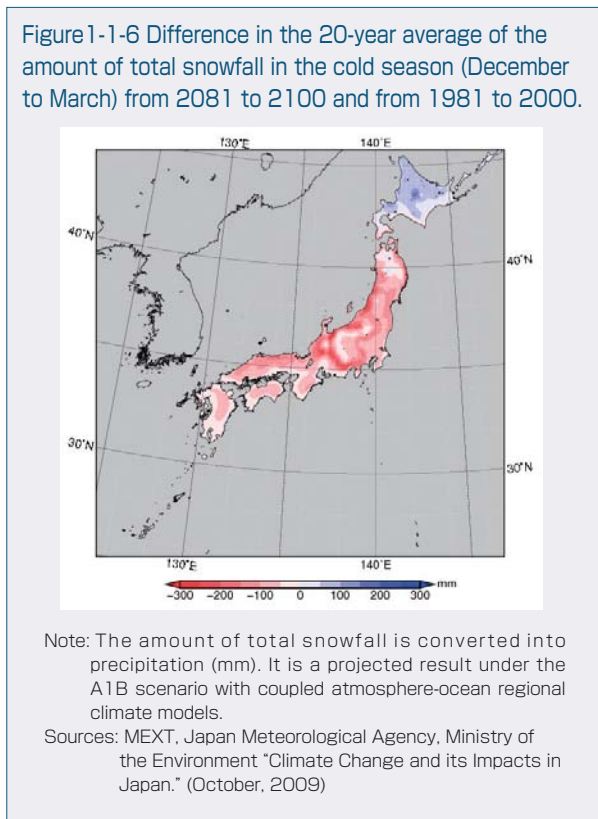 Figure1-1-6 Difference in the 20-year average of the
amount of total snowfall in the cold season (December
to March) from 2081 to 2100 and from 1981 to 2000.
130°E 140°E
40°N 40°N
30°N 30°N
130°E 140°E
mm
−300 −200 −100 0 100 200 300
Note: The amount of total snowfall is converted into
precipitation (mm). It is a projected result under the
A1B scenario with coupled atmosphere-ocean regional
climate models.
Sources: MEXT, Japan Meteorological Agency, Ministry of
the Environment “Climate Change and its Impacts in
Japan.” (October, 2009)